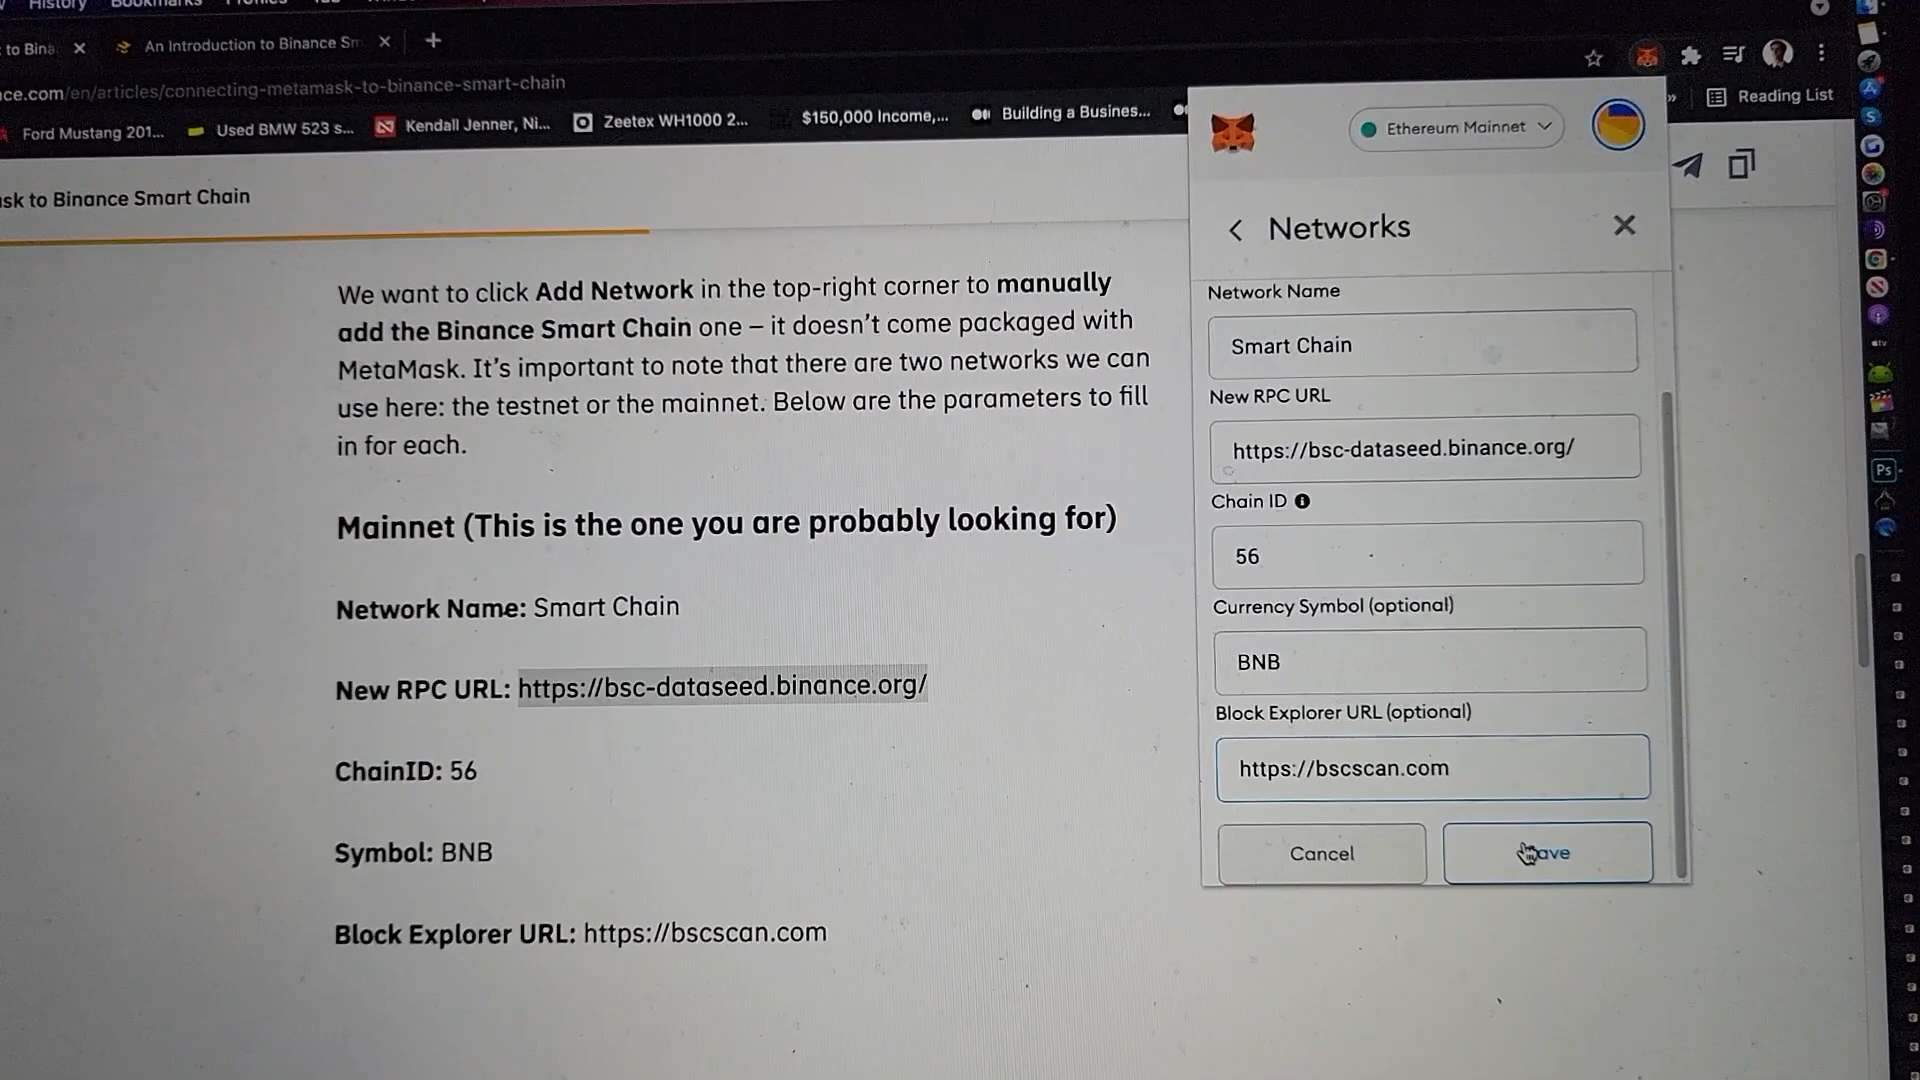 History
to Bina
An Introduction to Binance Sm
ce.com/en/articles/connecting-metamask-to-binance-smart-chain
Ford Mustang 201...
Used BMW 523 s...
Kendall Jenner, Ni...
Zeetex WH1000 2...
$150,000 Income,...
Building a Busines...
»
Reading List
sk to Binance Smart Chain
We want to click Add Network in the top-right corner to manually
add the Binance Smart Chain one – it doesn't come packaged with
MetaMask. It's important to note that there are two networks we can
use here: the testnet or the mainnet. Below are the parameters to fill
in for each.
Mainnet (This is the one you are probably looking for)
Network Name: Smart Chain
New RPC URL: https://bsc-dataseed.binance.org/
ChainID: 56
Symbol: BNB
Block Explorer URL: https://bscscan.com
Ethereum Mainnet
Networks
Network Name
Smart Chain
New RPC URL
https://bsc-dataseed.binance.org/
Chain ID
56
Currency Symbol (optional)
BNB
Block Explorer URL (optional)
https://bscscan.com
Cancel
ave
Ps